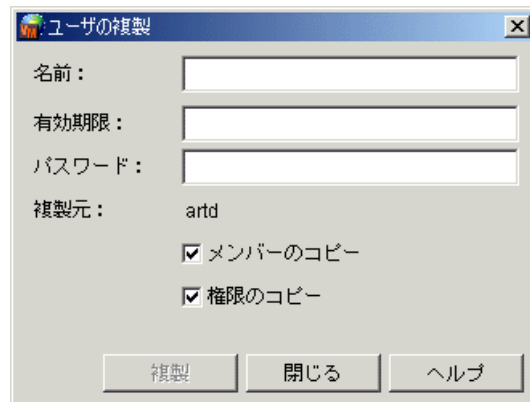 ユーザの複製
名前：
有効期限：
パスワード：
複製元： artd
メンバーのコピー
権限のコピー
複製 閉じる ヘルプ